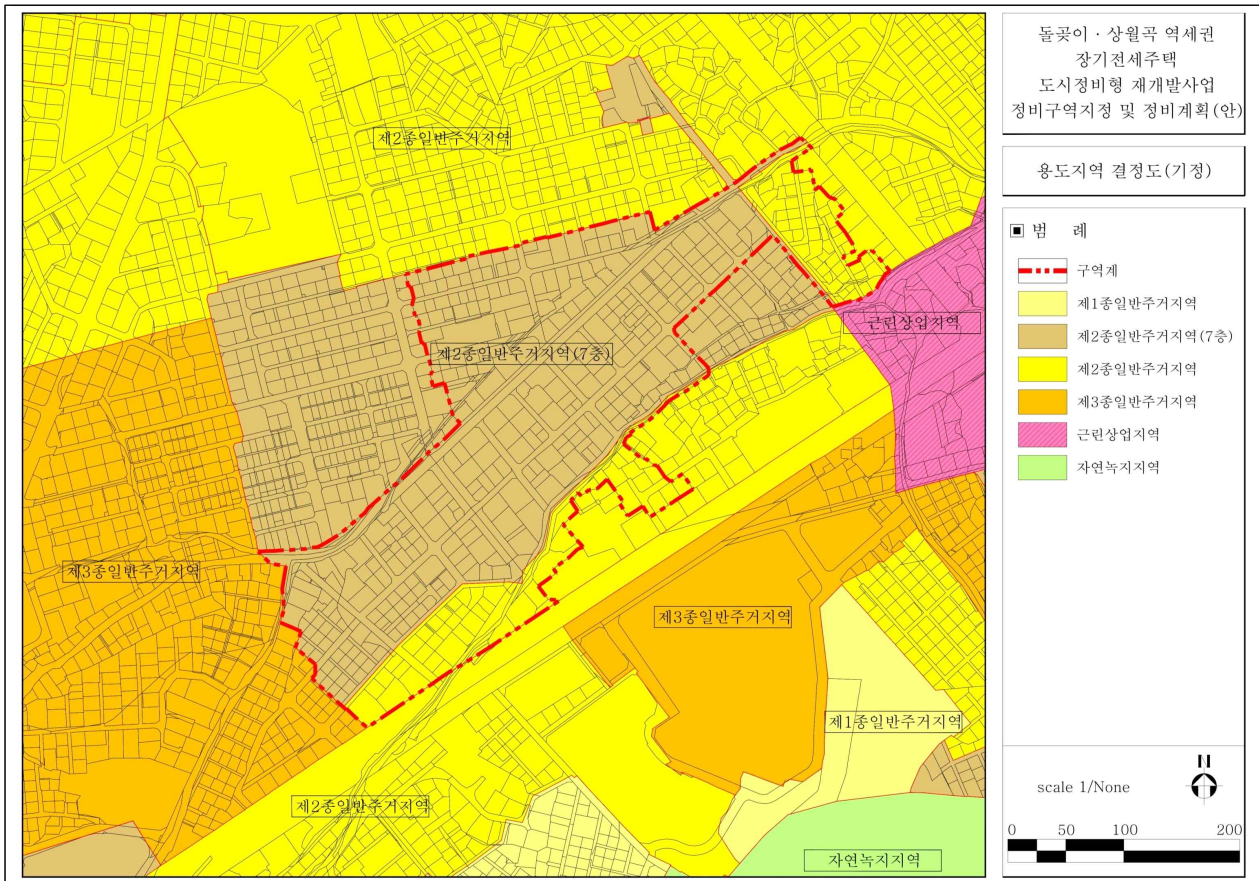 돌곶이 · 상월곡 역세권
장기전세주택
도시정비형 재개발사업
정비구역지정 및 정비계획(안)
용도지역 결정도(기정)
▣ 범 례
구역계
제1종일반주거지역
제2종일반주거지역(7층)
제2종일반주거지역
제3종일반주거지역
근린상업지역
자연녹지지역
scale 1/None
N
0 50 100 200
제2종일반주거지역
근린상업지역
제2종일반주거지역(7층)
제3종일반주거지역
제3종일반주거지역
제1종일반주거지역
제2종일반주거지역
자연녹지지역